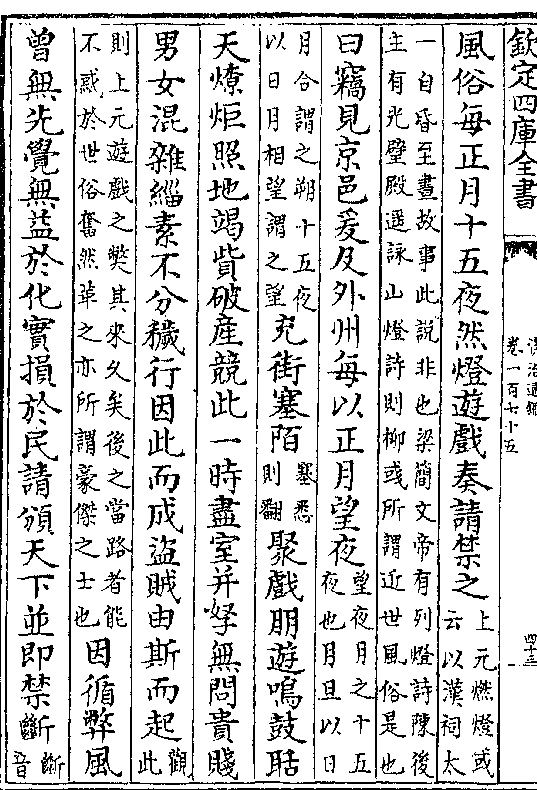 欽定四庫全書
資治通鑑
卷一百七十五
四十三
風俗每正月十五夜然燈遊戲奏請禁之上元燃燈或
云以漢祠太
一自昏至晝故事此說非也梁簡文帝有列燈詩陳後
主有光璧殿遥詠山燈詩則柳或所謂近世風俗是也
曰竊見京邑爰及外州每以正月望夜望夜月之十五
夜也月旦以日
月合謂之朔十五夜
以日月相望謂之望
充街塞陌塞悉
則翻
聚戲朋遊鳴鼓聒
天燎炬照地竭貲破産競此一時盡室并孥無問貴賤
男女混雜緇素不分穢行因此而成盜賊由斯而起觀
此
則上元遊戲之獘其來久矣後之當路者能
不惑於世俗奮然革之亦所謂豪傑之士也
因循弊風
曾無先覺無益於化實損於民請頒天下並即禁斷斷
音